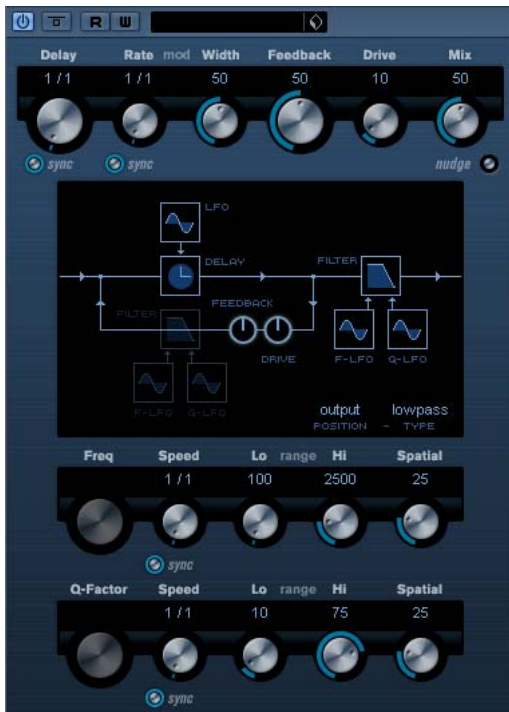 R W
Delay Rate mod Width Feedback Drive Mix
1 / 1 1 / 1 50 50 10 50
sync sync nudge
LFO
DELAY FILTER
FEEDBACK
FILTER
DRIVE F-LFO Q-LFO
F-LFO Q-LFO
output lowpass
POSITION – TYPE
Freq Speed Lo range Hi Spatial
1 / 1 100 2500 25
sync
Q-Factor Speed Lo range Hi Spatial
1 / 1 10 75 25
sync